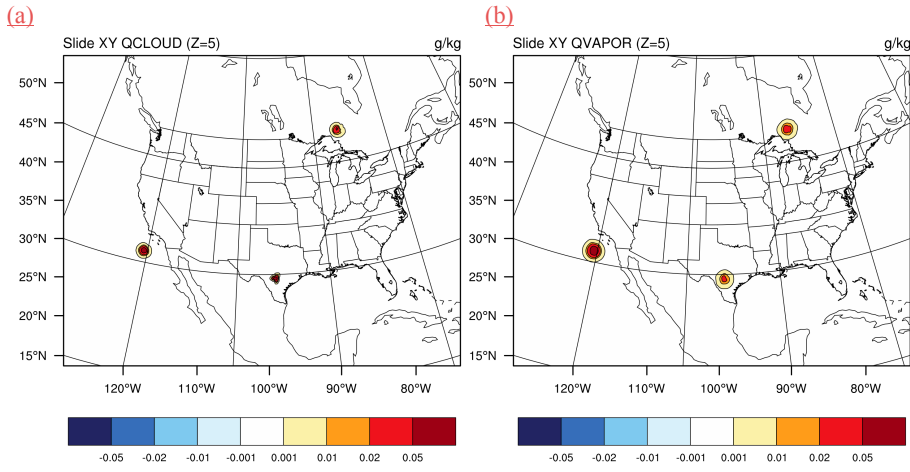 (a)
Slide XY QCLOUD (Z=5) g/kg
50°N
45°N
40°N
35°N
30°N
25°N
20°N
15°N
120°W 110°W 100°W 90°W 80°W
-0.05 -0.02 -0.01 -0.001 0.001 0.01 0.02 0.05
(b)
Slide XY QVAPOR (Z=5) g/kg
50°N
45°N
40°N
35°N
30°N
25°N
20°N
15°N
120°W 110°W 100°W 90°W 80°W
-0.05 -0.02 -0.01 -0.001 0.001 0.01 0.02 0.05